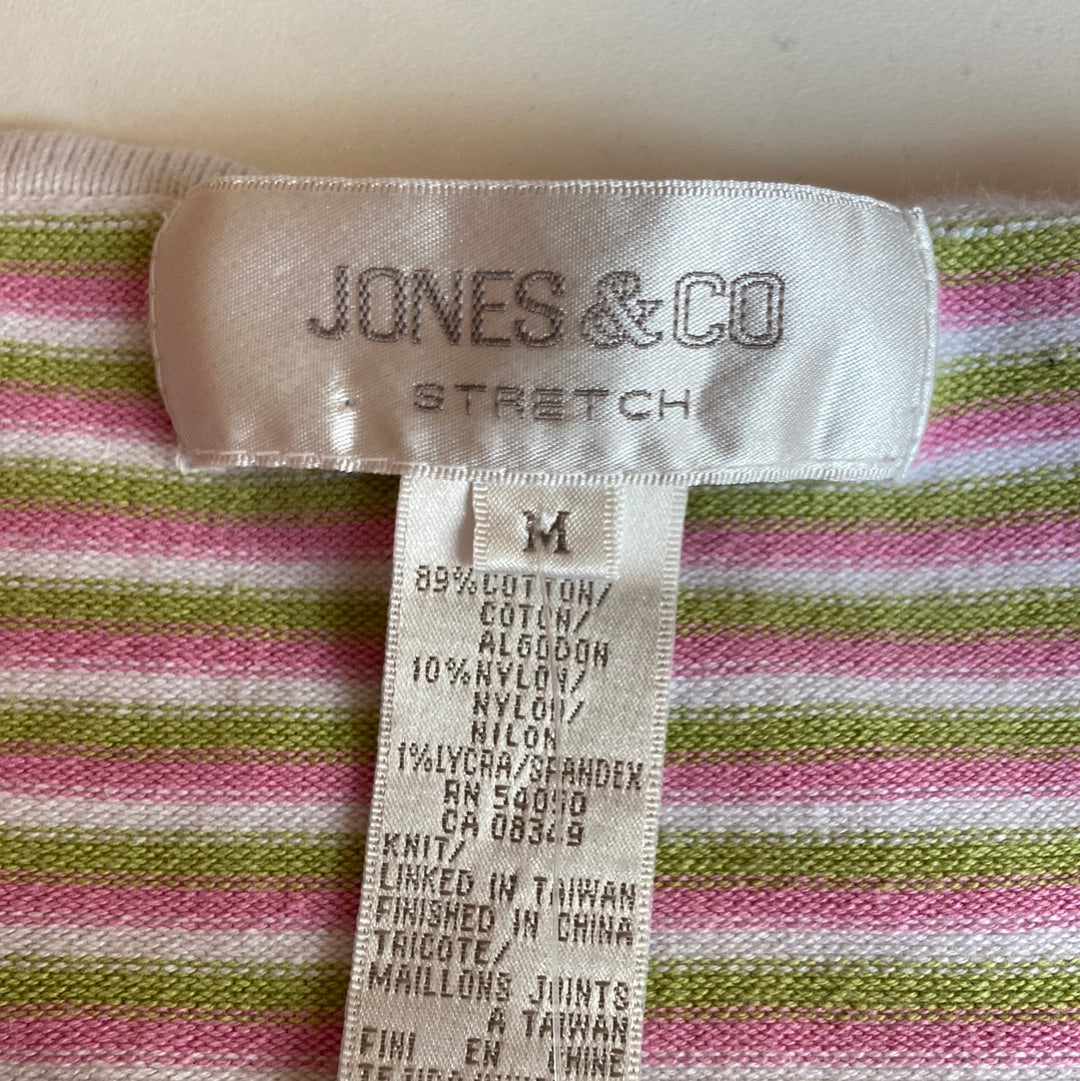 JONES & CO
STRETCH
M
89% COTTON/
COTON/
ALGODON
10% NYLON/
NYLON/
NILON
1% LYCRA/SPANDEX
RN 54050
CA 08349
KNIT/
LINKED IN TAIWAN
FINISHED IN CHINA
TRICOTE/
MAILLONS JOINTS
A TAIWAN
FINI EN CHINE